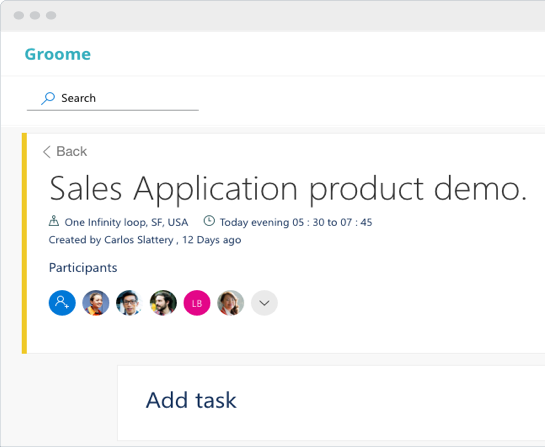 Groome
Search
Back
Sales Application product demo.
One Infinity loop, SF, USA Today evening 05 : 30 to 07 : 45
Created by Carlos Slattery , 12 Days ago
Participants
LB
Add task